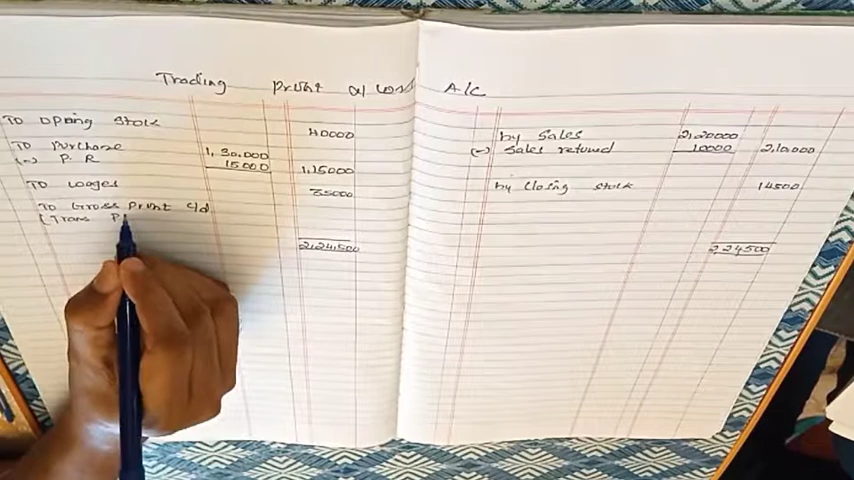 Trading profit & Loss A/c
To Opening Stock 40000
To Purchase 1,30,000
(-) P. R 15000 1,15000
To wages 55000
To Gross Profit c/d
(Trans P
2,24,500
by Sales 2,20000
(-) Sales returned 10000 2,10,000
by Closing stock 14500
2,24500